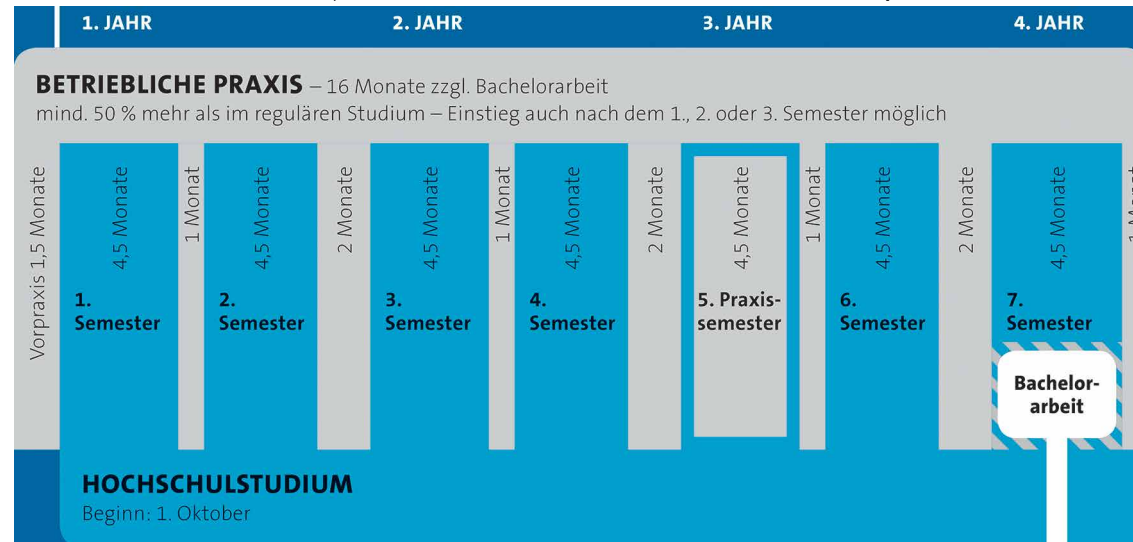 1. JAHR
2. JAHR
3. JAHR
4. JAHR
BETRIEBLICHE PRAXIS – 16 Monate zzgl. Bachelorarbeit
mind. 50 % mehr als im regulären Studium – Einstieg auch nach dem 1., 2. oder 3. Semester möglich
Vorpraxis 1,5 Monate
4,5 Monate
1.
Semester
1 Monat
4,5 Monate
2.
Semester
2 Monate
4,5 Monate
3.
Semester
1 Monat
4,5 Monate
4.
Semester
2 Monate
4,5 Monate
5. Praxis-
semester
1 Monat
4,5 Monate
6.
Semester
2 Monate
4,5 Monate
7.
Semester
Bachelor-
arbeit
HOCHSCHULSTUDIUM
Beginn: 1. Oktober